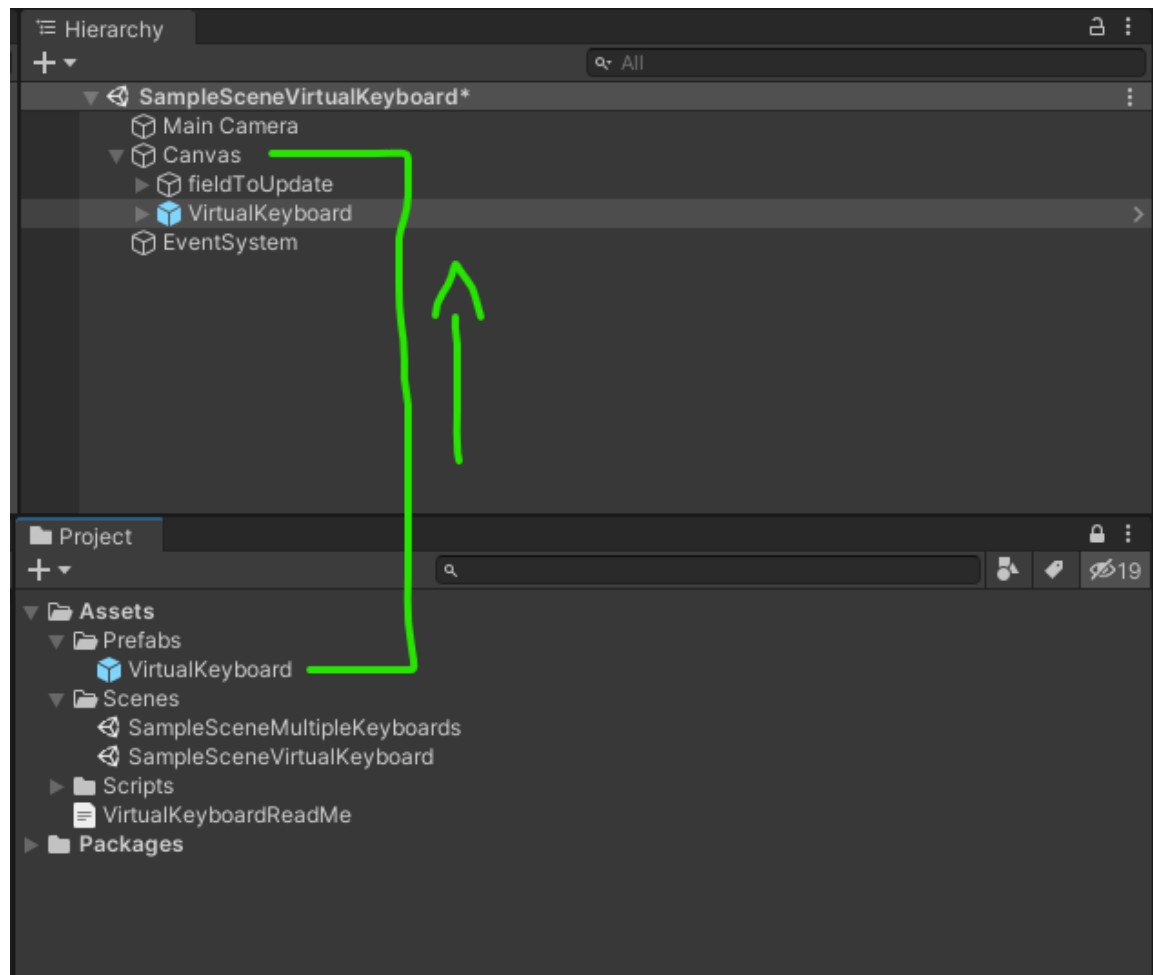 Hierarchy
All
SampleSceneVirtualKeyboard*
Main Camera
Canvas
fieldToUpdate
VirtualKeyboard
EventSystem
Project
19
Assets
Prefabs
VirtualKeyboard
Scenes
SampleSceneMultipleKeyboards
SampleSceneVirtualKeyboard
Scripts
VirtualKeyboardReadMe
Packages